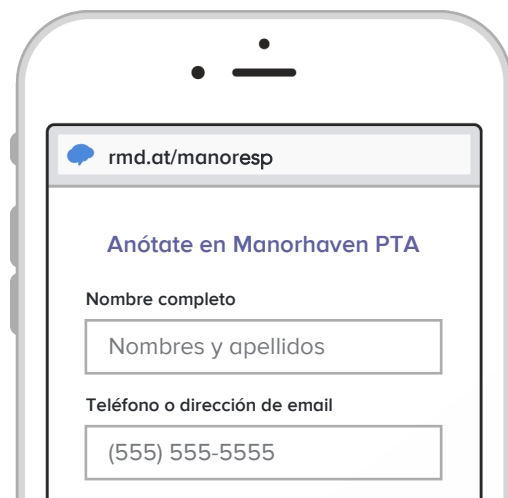 rmd.at/manoresp
Anótate en Manorhaven PTA
Nombre completo
Nombres y apellidos
Teléfono o dirección de email
(555) 555-5555